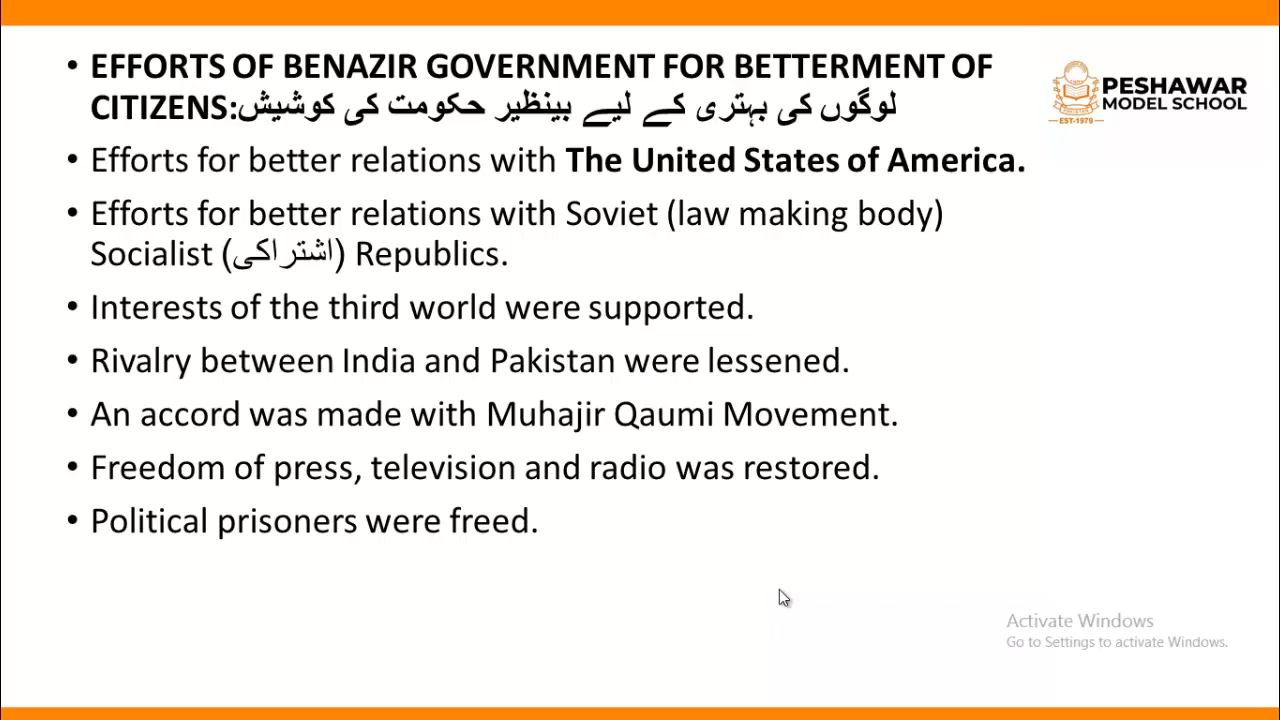 • EFFORTS OF BENAZIR GOVERNMENT FOR BETTERMENT OF
CITIZENS:لوگوں کی بہتری کے لیے بینظیر حکومت کی کوشیش
• Efforts for better relations with The United States of America.
• Efforts for better relations with Soviet (law making body)
Socialist (اشتراکی) Republics.
• Interests of the third world were supported.
• Rivalry between India and Pakistan were lessened.
• An accord was made with Muhajir Qaumi Movement.
• Freedom of press, television and radio was restored.
• Political prisoners were freed.
PESHAWAR
MODEL SCHOOL
EST-1979
Activate Windows
Go to Settings to activate Windows.